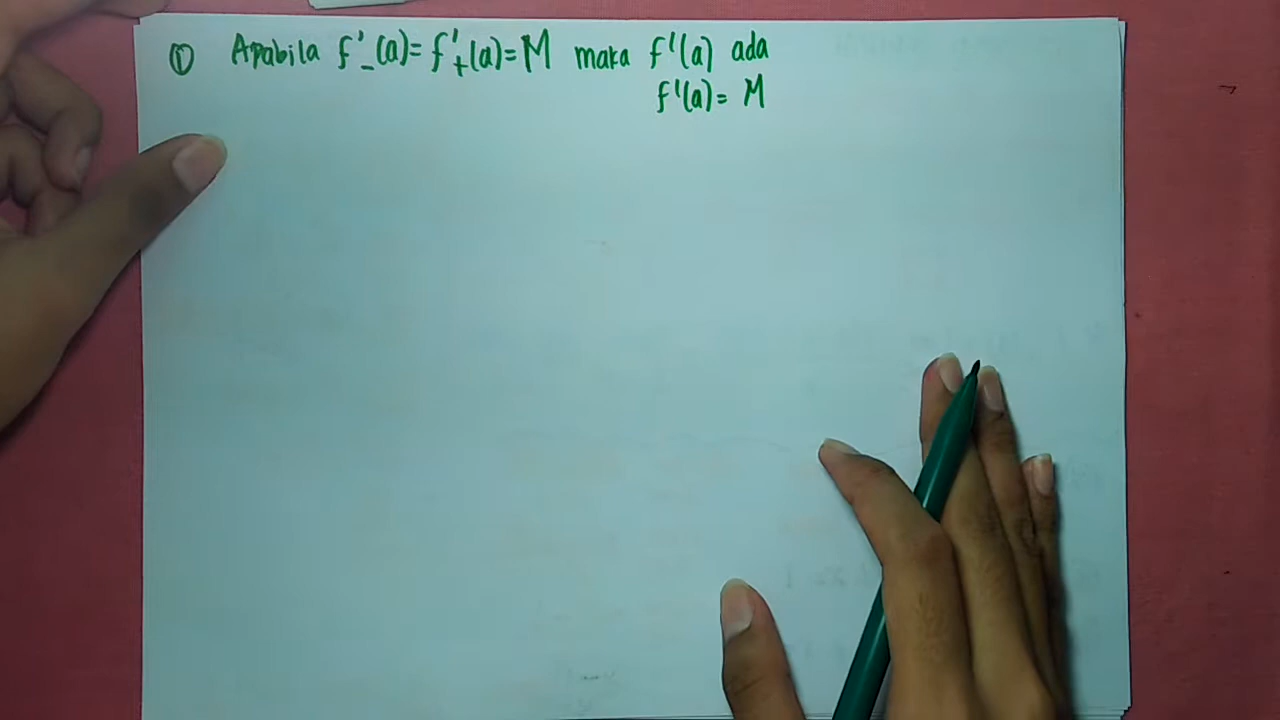 ① Apabila f'₋(a) = f'₊(a) = M maka f'(a) ada
f'(a) = M